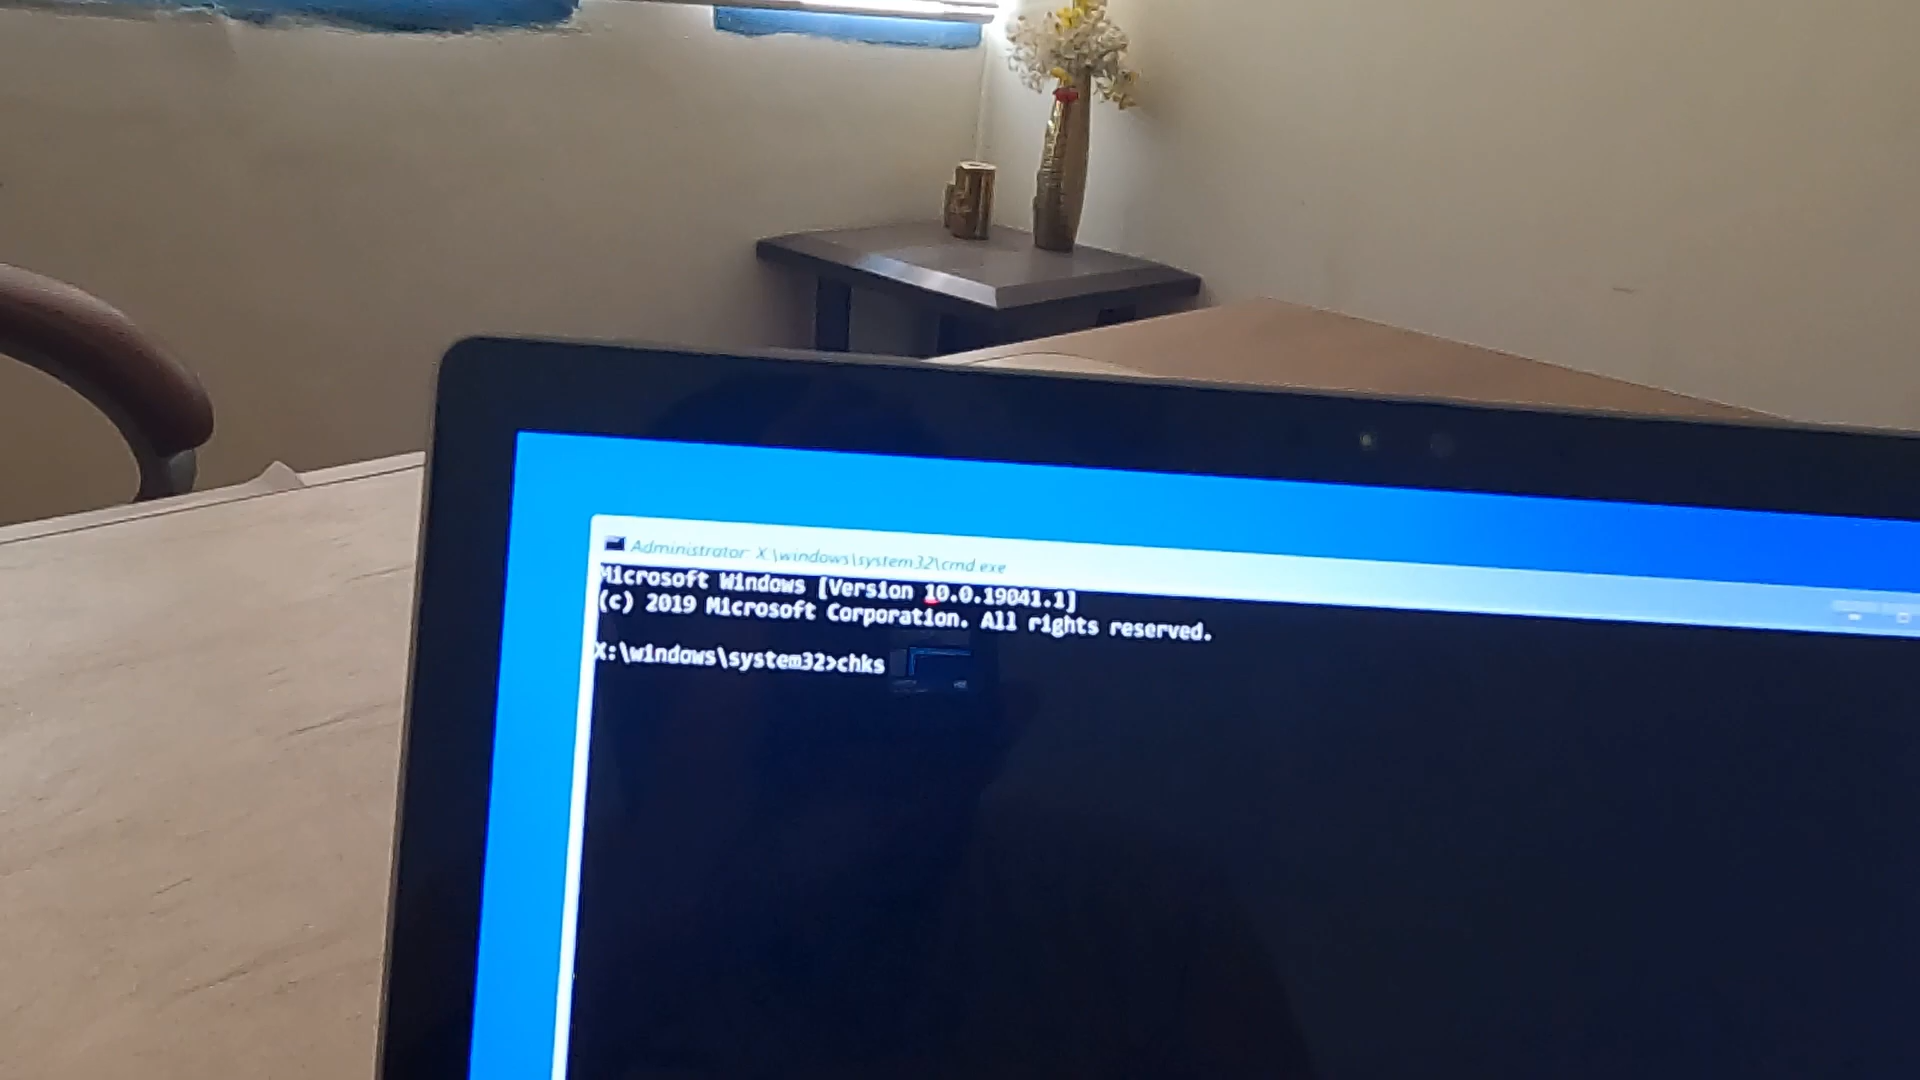 Administrator: X:\windows\system32\cmd.exe
Microsoft Windows [Version 10.0.19041.1]
(c) 2019 Microsoft Corporation. All rights reserved.
X:\windows\system32>chks